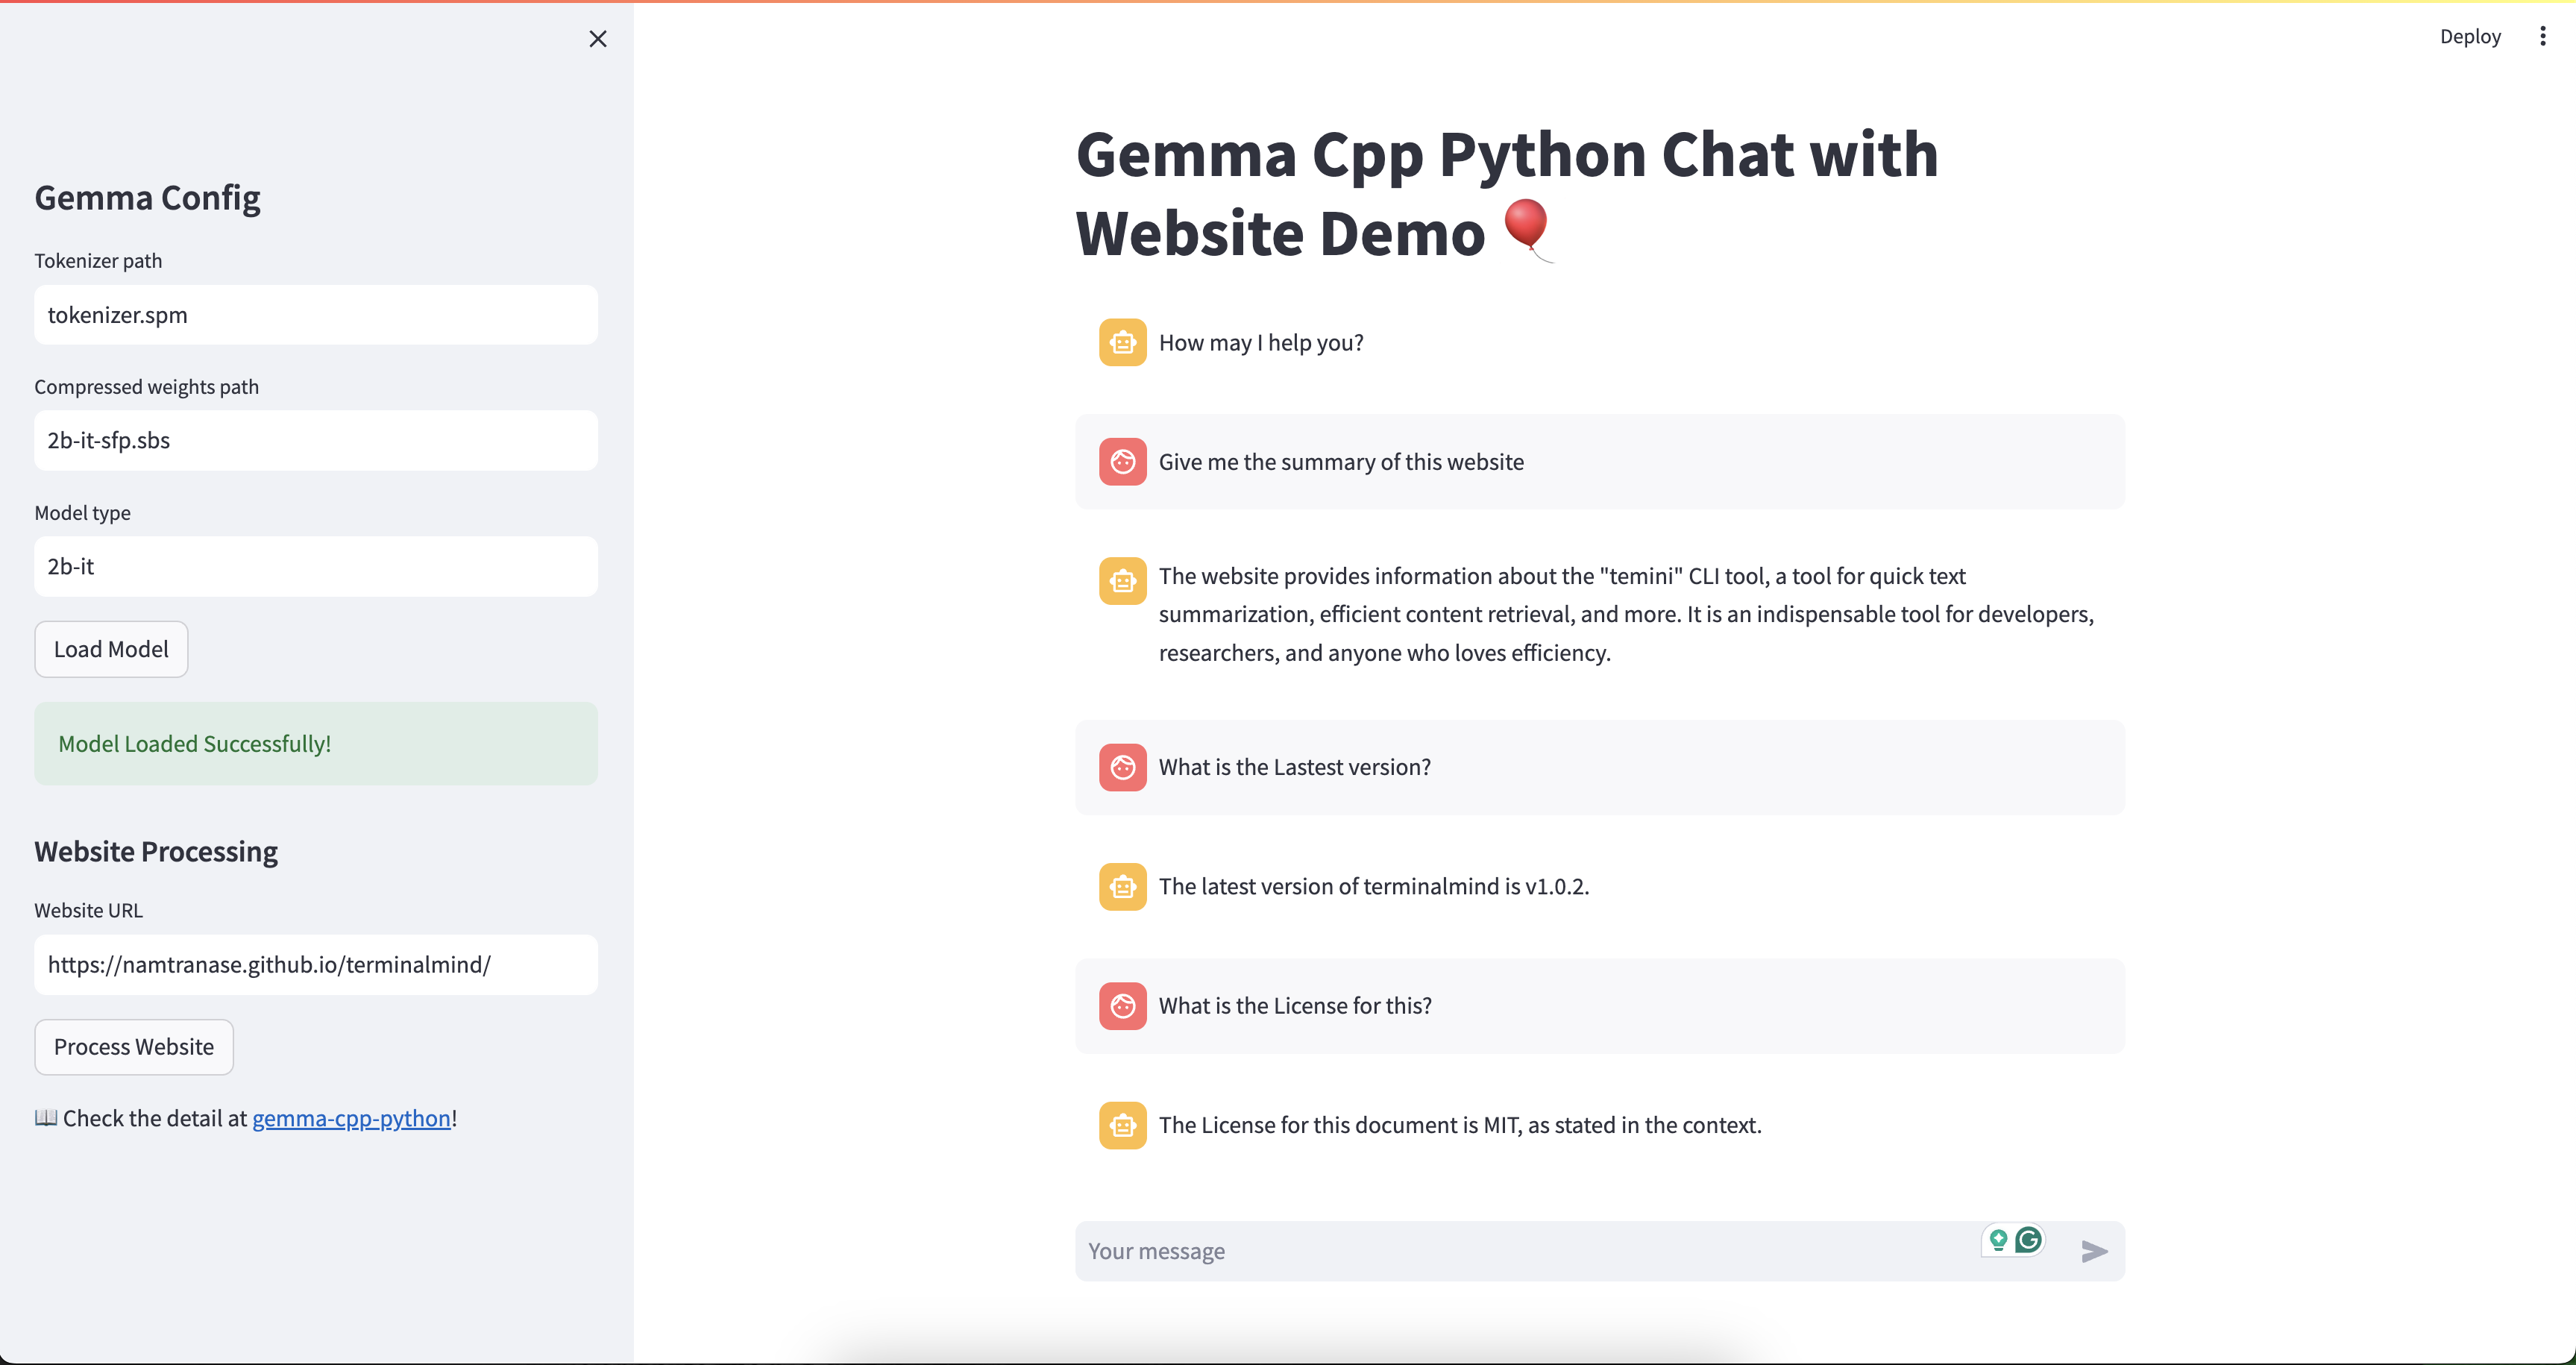 Deploy
Gemma Config
Tokenizer path
tokenizer.spm
Compressed weights path
2b-it-sfp.sbs
Model type
2b-it
Load Model
Model Loaded Successfully!
Website Processing
Website URL
https://namtranase.github.io/terminalmind/
Process Website
📖 Check the detail at gemma-cpp-python!
Gemma Cpp Python Chat with
Website Demo 🎈
How may I help you?
Give me the summary of this website
The website provides information about the "temini" CLI tool, a tool for quick text
summarization, efficient content retrieval, and more. It is an indispensable tool for developers,
researchers, and anyone who loves efficiency.
What is the Lastest version?
The latest version of terminalmind is v1.0.2.
What is the License for this?
The License for this document is MIT, as stated in the context.
Your message